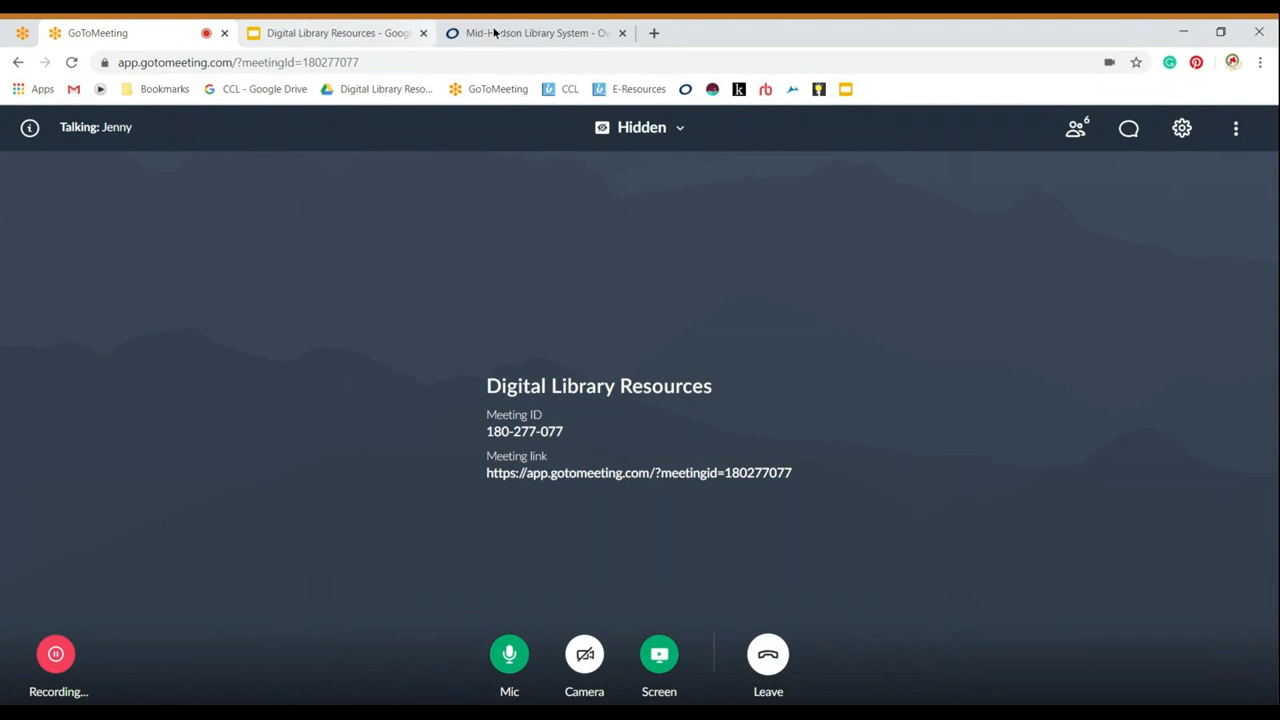 GoToMeeting
Digital Library Resources - Goog
Mid-Hudson Library System - Ov
app.gotomeeting.com/?meetingId=180277077
Apps
Bookmarks
CCL - Google Drive
Digital Library Reso...
GoToMeeting
CCL
E-Resources
Talking: Jenny
Hidden
6
Digital Library Resources
Meeting ID
180-277-077
Meeting link
https://app.gotomeeting.com/?meetingid=180277077
Recording...
Mic
Camera
Screen
Leave